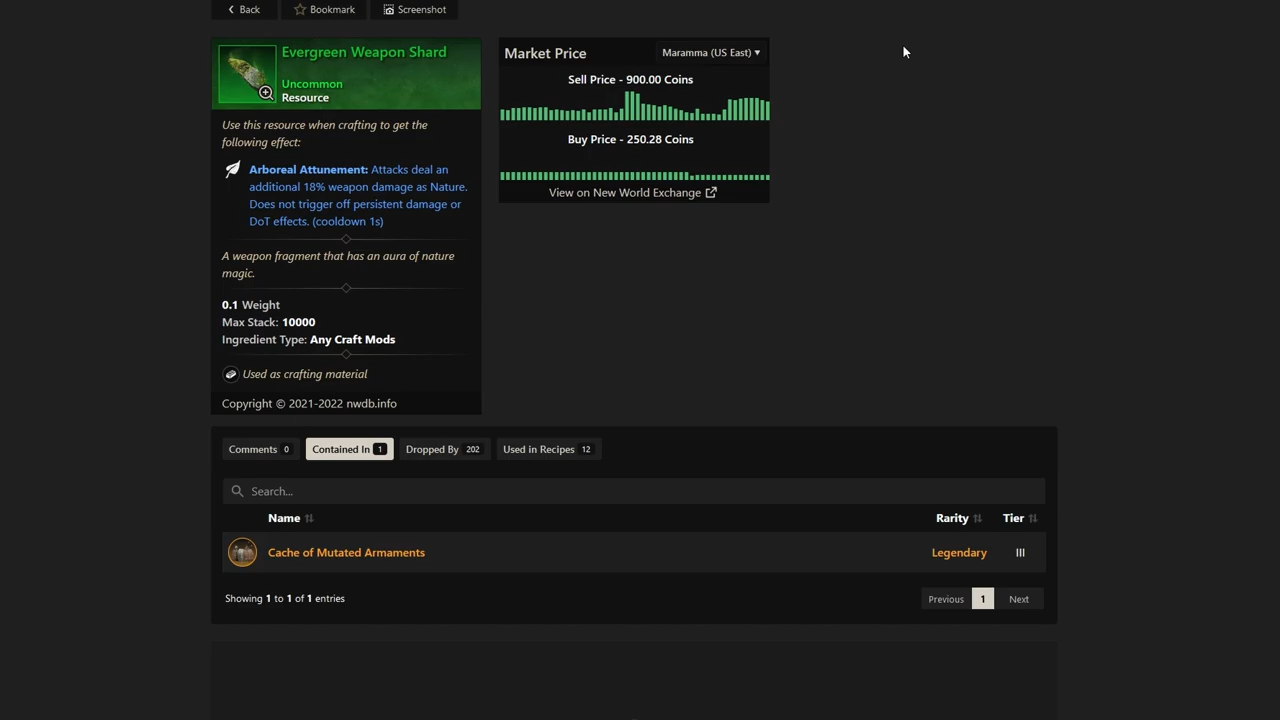 Back
Bookmark
Screenshot
Evergreen Weapon Shard
Uncommon
Resource
Use this resource when crafting to get the
following effect:
Arboreal Attunement: Attacks deal an
additional 18% weapon damage as Nature.
Does not trigger off persistent damage or
DoT effects. (cooldown 1s)
A weapon fragment that has an aura of nature
magic.
0.1 Weight
Max Stack: 10000
Ingredient Type: Any Craft Mods
Used as crafting material
Copyright © 2021-2022 nwdb.info
Market Price
Maramma (US East)
Sell Price - 900.00 Coins
Buy Price - 250.28 Coins
View on New World Exchange
Comments 0
Contained In 1
Dropped By 202
Used in Recipes 12
Search...
Name Rarity Tier
Cache of Mutated Armaments Legendary III
Showing 1 to 1 of 1 entries
Previous 1 Next